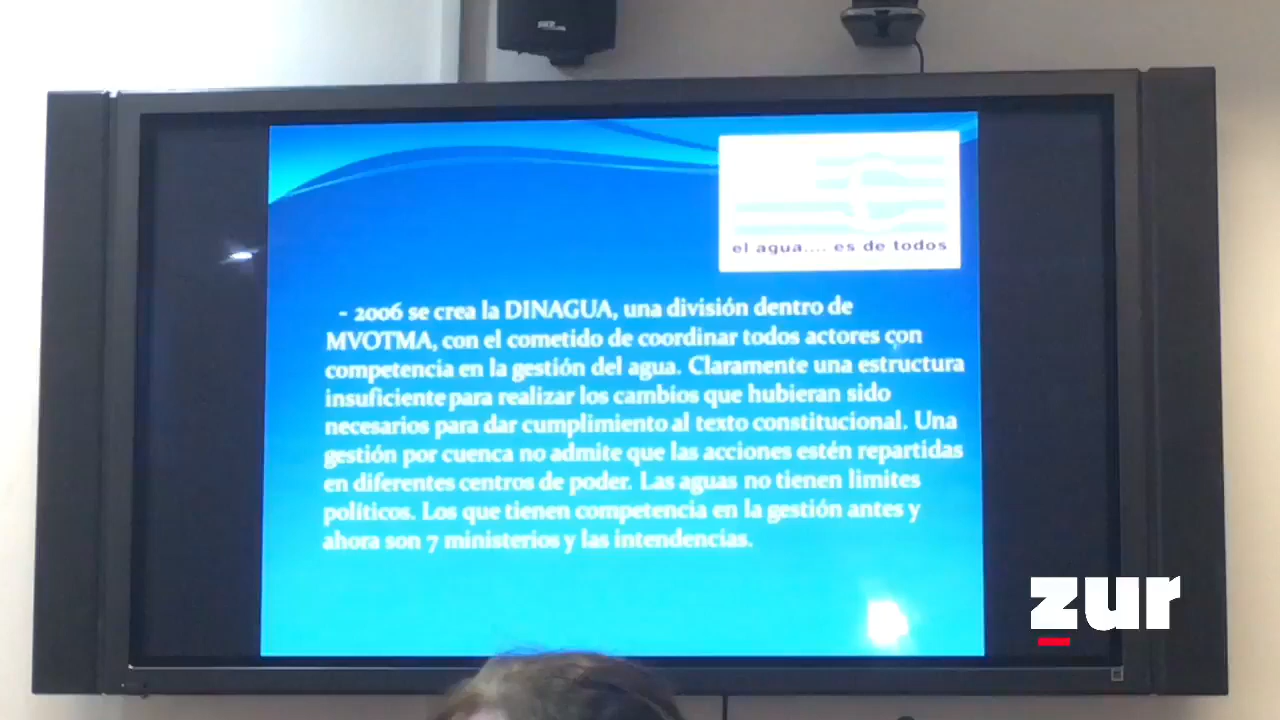 el agua.... es de todos
- 2006 se crea la DINAGUA, una división dentro de
MVOTMA, con el cometido de coordinar todos actores con
competencia en la gestión del agua. Claramente una estructura
insuficiente para realizar los cambios que hubieran sido
necesarios para dar cumplimiento al texto constitucional. Una
gestión por cuenca no admite que las acciones estén repartidas
en diferentes centros de poder. Las aguas no tienen limites
políticos. Los que tienen competencia en la gestión antes y
ahora son 7 ministerios y las intendencias.
zur